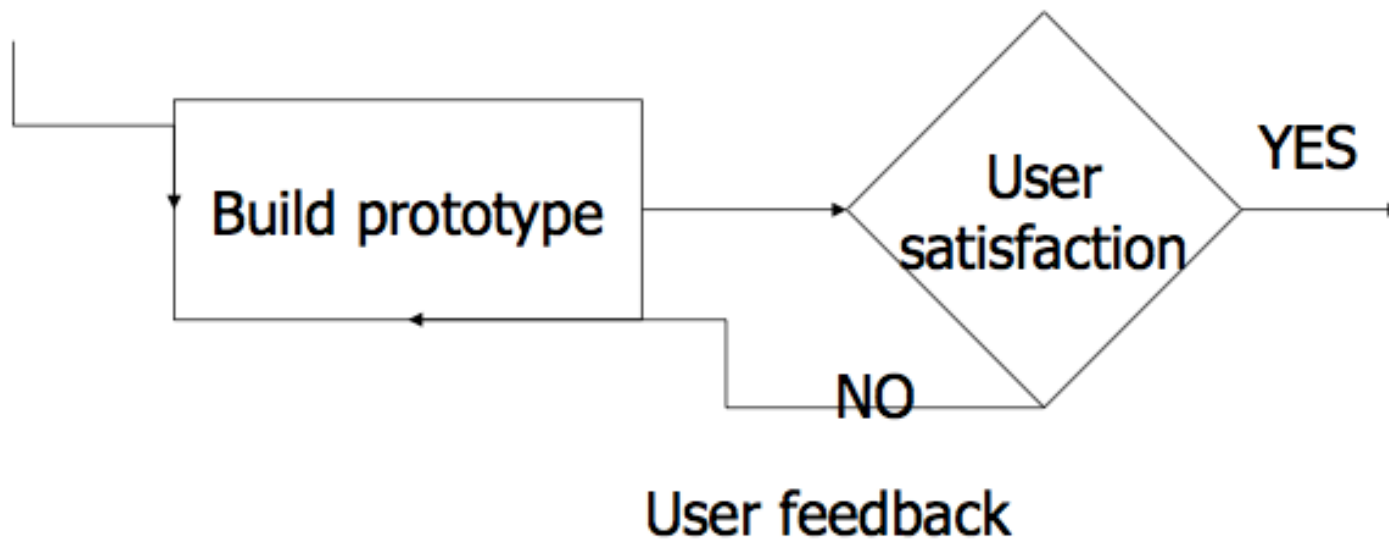 Build prototype
User
satisfaction
YES
NO
User feedback